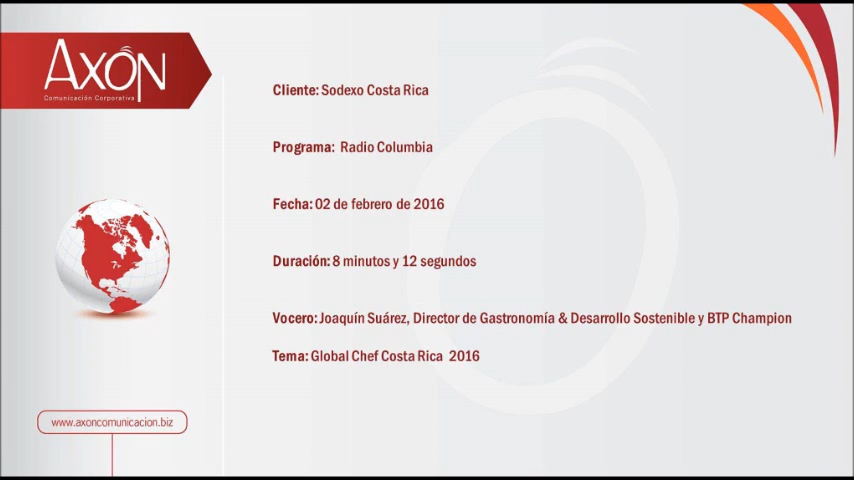 AXÓN
Comunicación Corporativa
Cliente: Sodexo Costa Rica
Programa: Radio Columbia
Fecha: 02 de febrero de 2016
Duración: 8 minutos y 12 segundos
Vocero: Joaquín Suárez, Director de Gastronomía & Desarrollo Sostenible y BTP Champion
Tema: Global Chef Costa Rica 2016
www.axoncomunicacion.biz